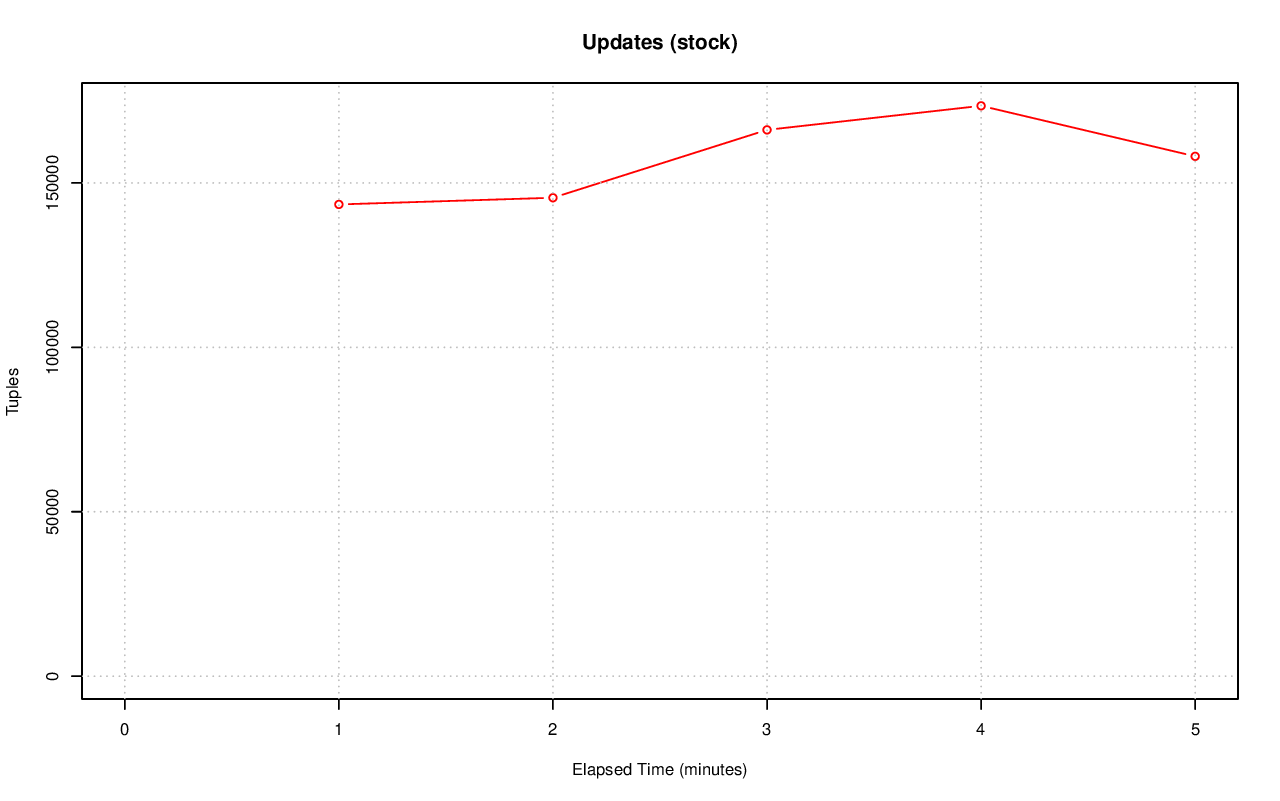 Updates (stock)
150000
100000
50000
0
Tuples
0 1 2 3 4 5
Elapsed Time (minutes)